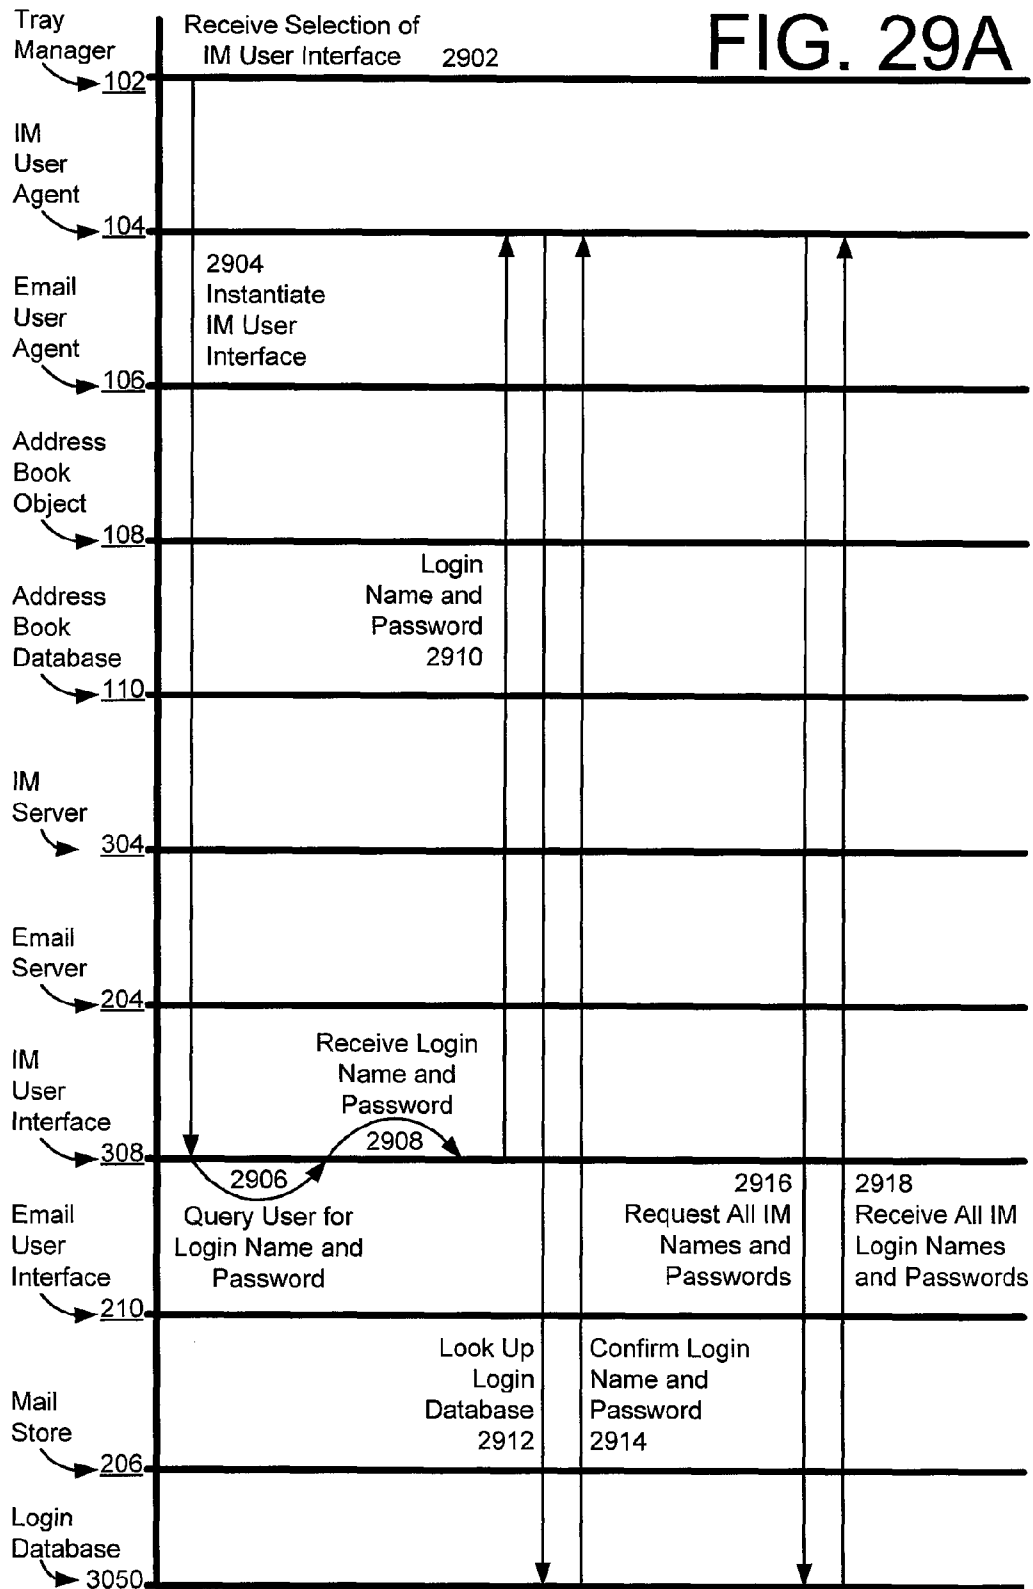 FIG. 29A
Tray
Manager
102
Receive Selection of
IM User Interface 2902
IM
User
Agent
104
2904
Instantiate
IM User
Interface
Email
User
Agent
106
Address
Book
Object
108
Login
Name and
Password
2910
Address
Book
Database
110
IM
Server
304
Email
Server
204
IM
User
Interface
308
Receive Login
Name and
Password
2908
2906
Query User for
Login Name and
Password
2916
Request All IM
Names and
Passwords
2918
Receive All IM
Login Names
and Passwords
Email
User
Interface
210
Look Up
Login
Database
2912
Confirm Login
Name and
Password
2914
Mail
Store
206
Login
Database
3050